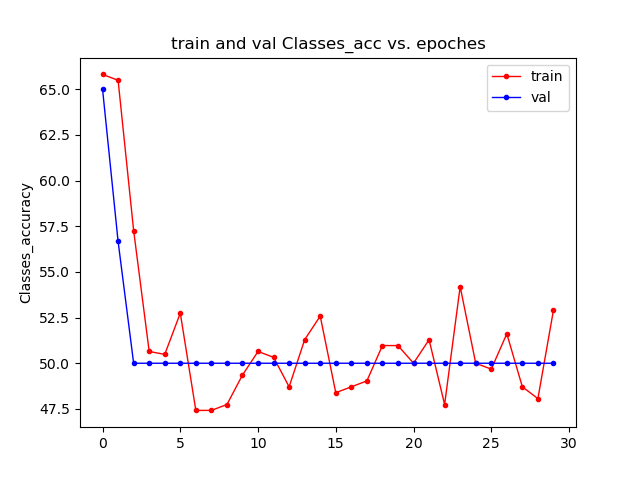 train and val Classes_acc vs. epoches
train
val
Classes_accuracy
65.0
62.5
60.0
57.5
55.0
52.5
50.0
47.5
0 5 10 15 20 25 30